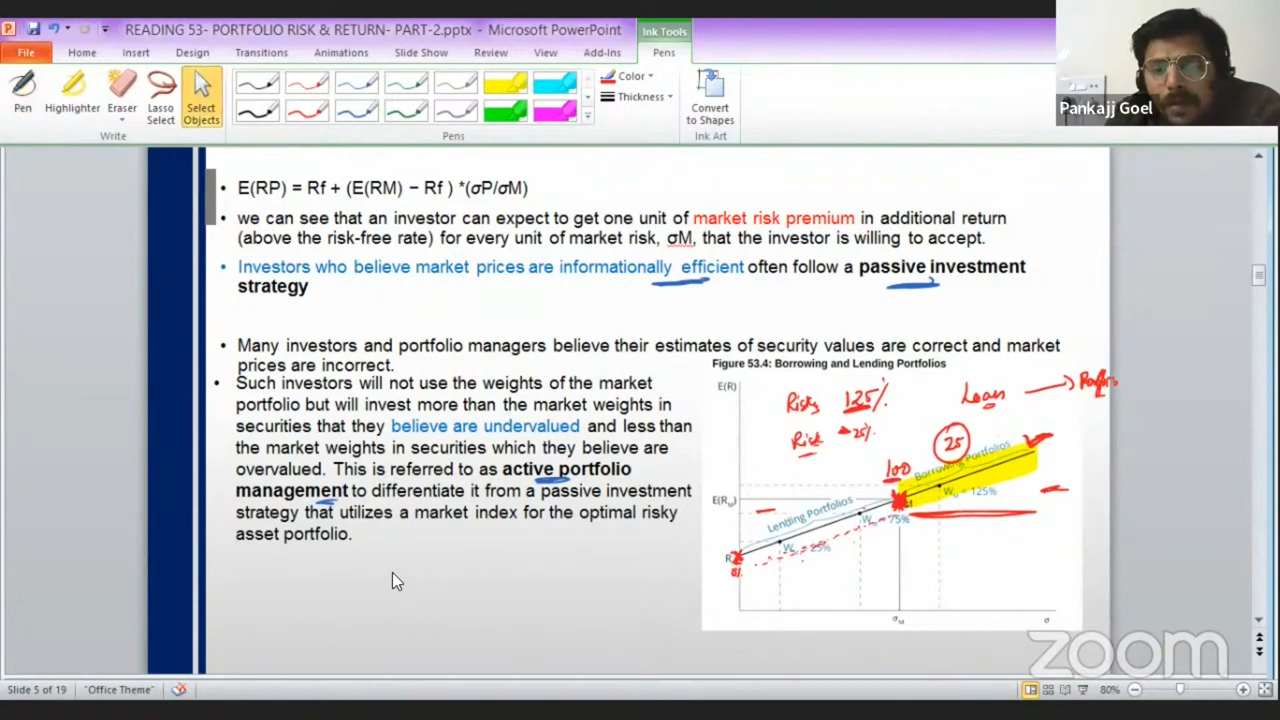 READING 53- PORTFOLIO RISK & RETURN- PART-2.pptx - Microsoft PowerPoint
Ink Tools
File Home Insert Design Transitions Animations Slide Show Review View Add-Ins Pens
Pen Highlighter Eraser Lasso Select Select Objects
Color
Thickness
Convert to Shapes
Write Pens Ink Art
Pankajj Goel
• E(RP) = Rf + (E(RM) − Rf ) *(σP/σM)
• we can see that an investor can expect to get one unit of market risk premium in additional return
(above the risk-free rate) for every unit of market risk, σM, that the investor is willing to accept.
• Investors who believe market prices are informationally efficient often follow a passive investment
strategy
• Many investors and portfolio managers believe their estimates of security values are correct and market
prices are incorrect.
• Such investors will not use the weights of the market
portfolio but will invest more than the market weights in
securities that they believe are undervalued and less than
the market weights in securities which they believe are
overvalued. This is referred to as active portfolio
management to differentiate it from a passive investment
strategy that utilizes a market index for the optimal risky
asset portfolio.
Figure 53.4: Borrowing and Lending Portfolios
E(R)
Risky 125%
Loan
Risk -25%
25
100
Borrowing Portfolios
E(RM)
M
WM = 125%
Lending Portfolios
= 75%
WM = 25%
σM
σ
zoom
Slide 5 of 19 "Office Theme" 80%